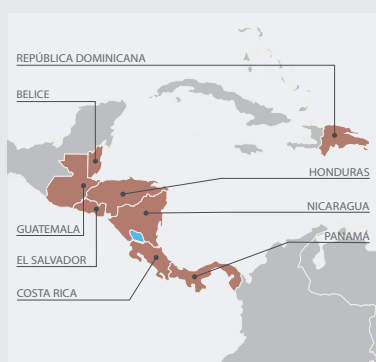 REPÚBLICA DOMINICANA
BELICE
HONDURAS
NICARAGUA
GUATEMALA
PANAMÁ
EL SALVADOR
COSTA RICA